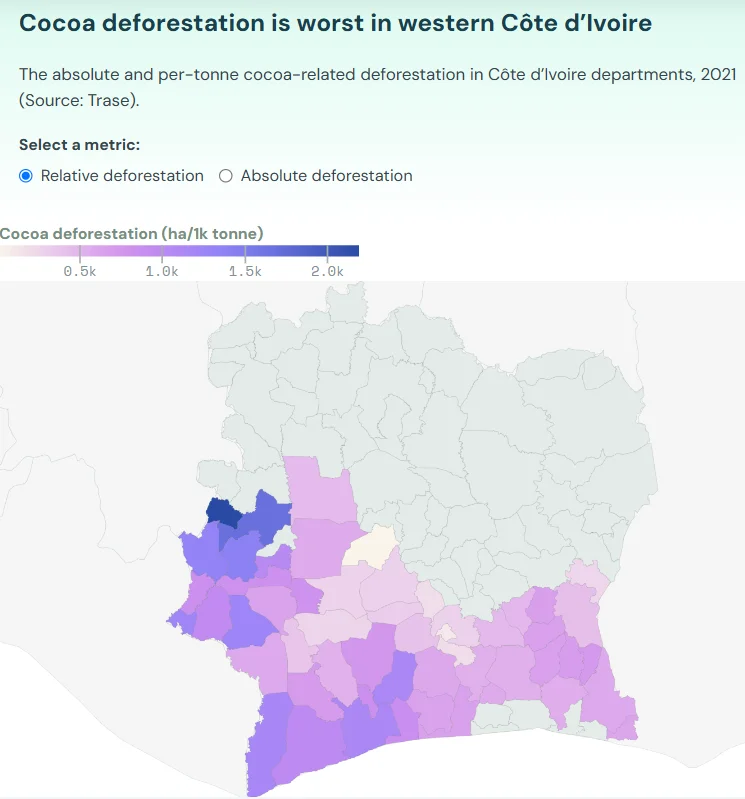 Cocoa deforestation is worst in western Côte d’Ivoire
The absolute and per-tonne cocoa-related deforestation in Côte d’Ivoire departments, 2021
(Source: Trase).
Select a metric:
Relative deforestation Absolute deforestation
Cocoa deforestation (ha/1k tonne)
0.5k 1.0k 1.5k 2.0k